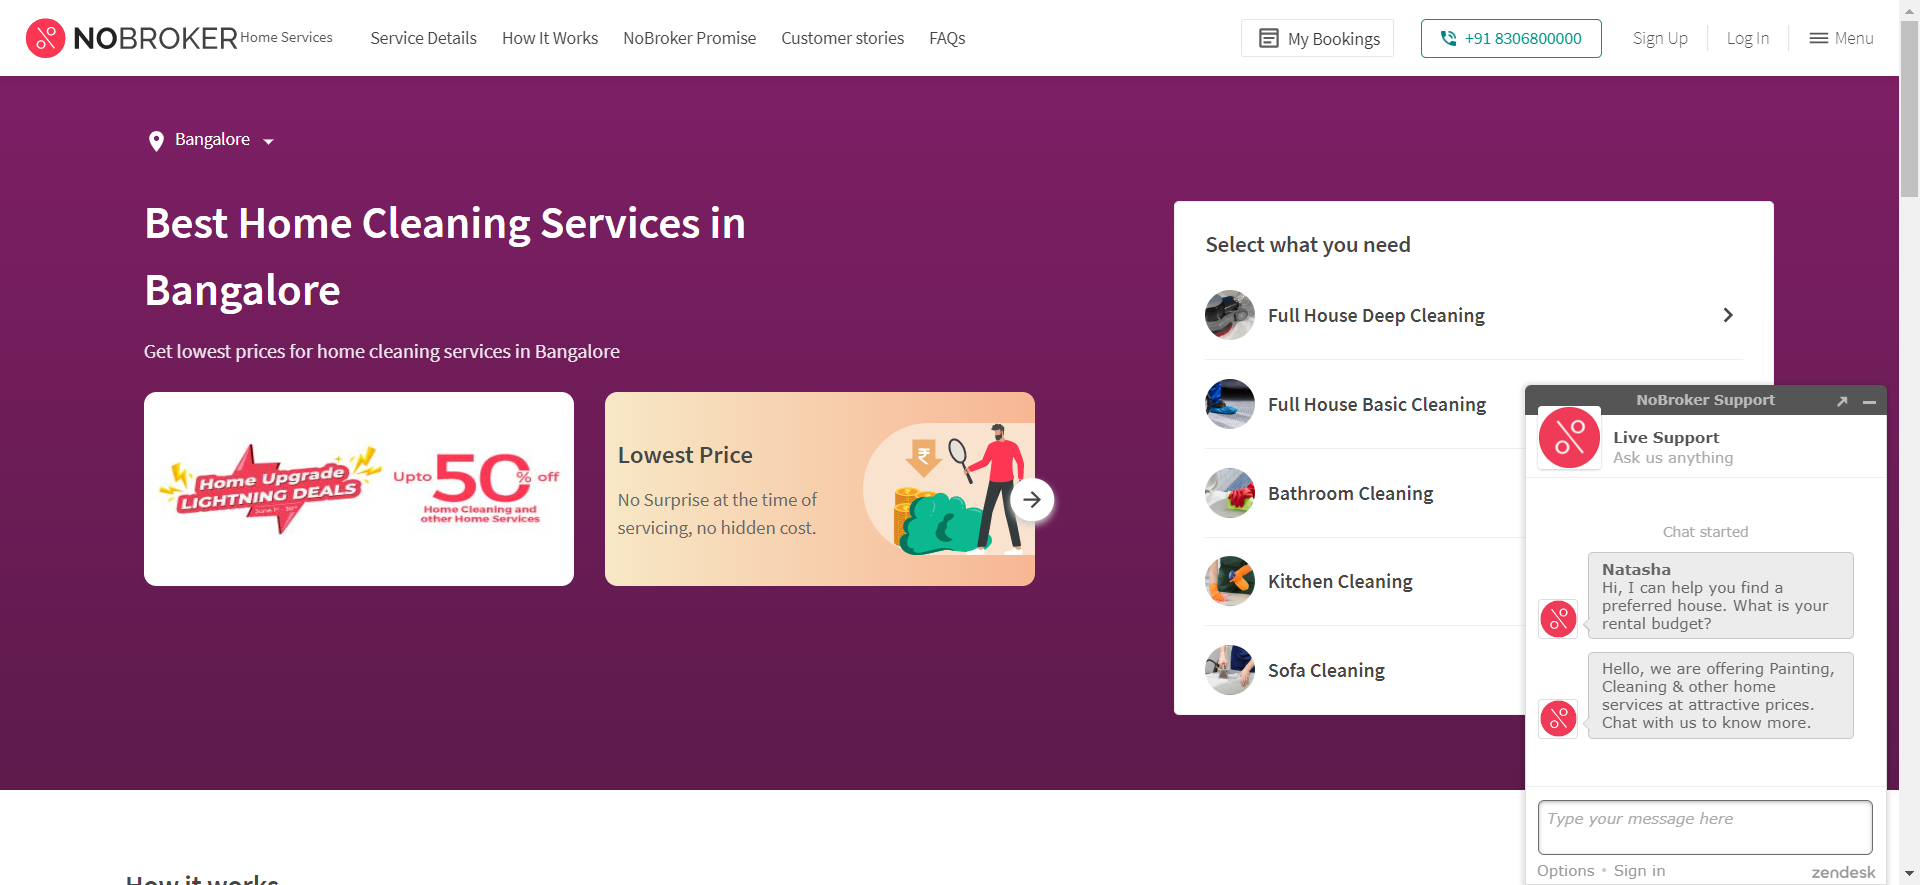 NOBROKER Home Services
Service Details
How It Works
NoBroker Promise
Customer stories
FAQs
My Bookings
+91 8306800000
Sign Up
Log In
Menu
Bangalore
Best Home Cleaning Services in
Bangalore
Get lowest prices for home cleaning services in Bangalore
Home Upgrade
LIGHTNING DEALS
Upto 50% off
Home Cleaning and
other Home Services
Lowest Price
No Surprise at the time of
servicing, no hidden cost.
Select what you need
Full House Deep Cleaning
Full House Basic Cleaning
Bathroom Cleaning
Kitchen Cleaning
Sofa Cleaning
NoBroker Support
Live Support
Ask us anything
Chat started
Natasha
Hi, I can help you find a
preferred house. What is your
rental budget?
Hello, we are offering Painting,
Cleaning & other home
services at attractive prices.
Chat with us to know more.
Type your message here
Options • Sign in
zendesk
How it works